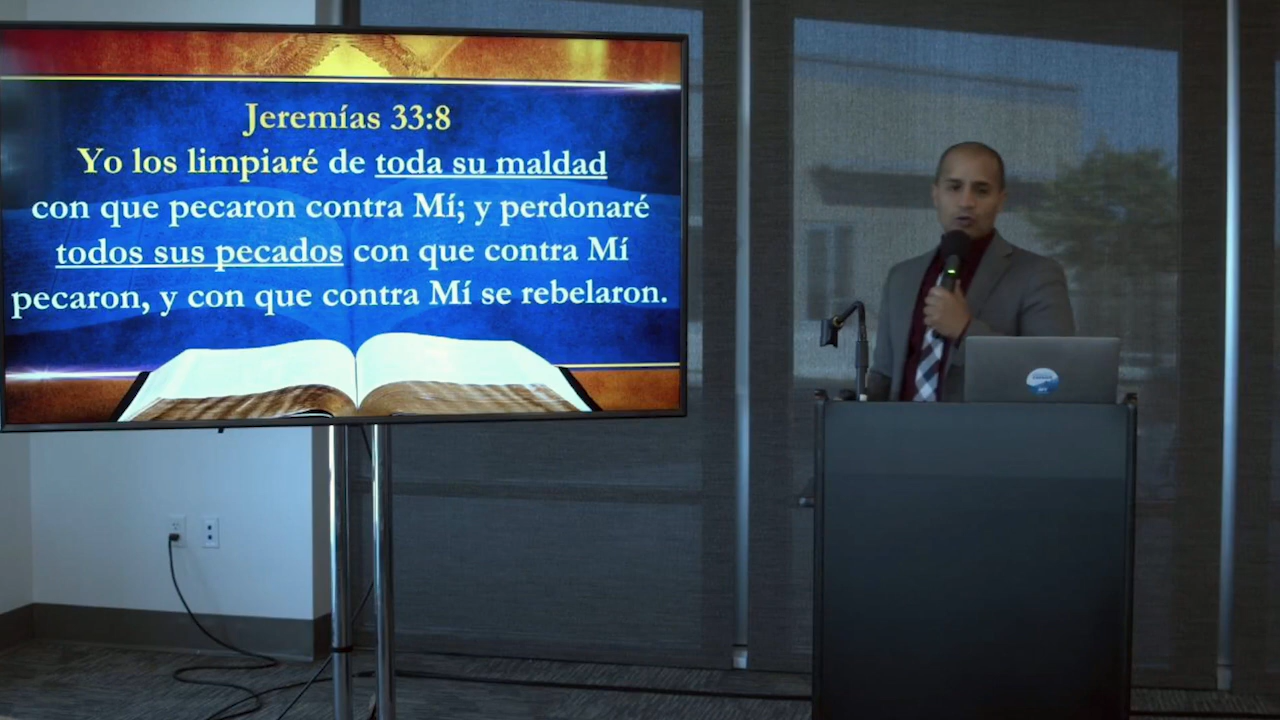 Jeremías 33:8
Yo los limpiaré de toda su maldad
con que pecaron contra Mí; y perdonaré
todos sus pecados con que contra Mí
pecaron, y con que contra Mí se rebelaron.